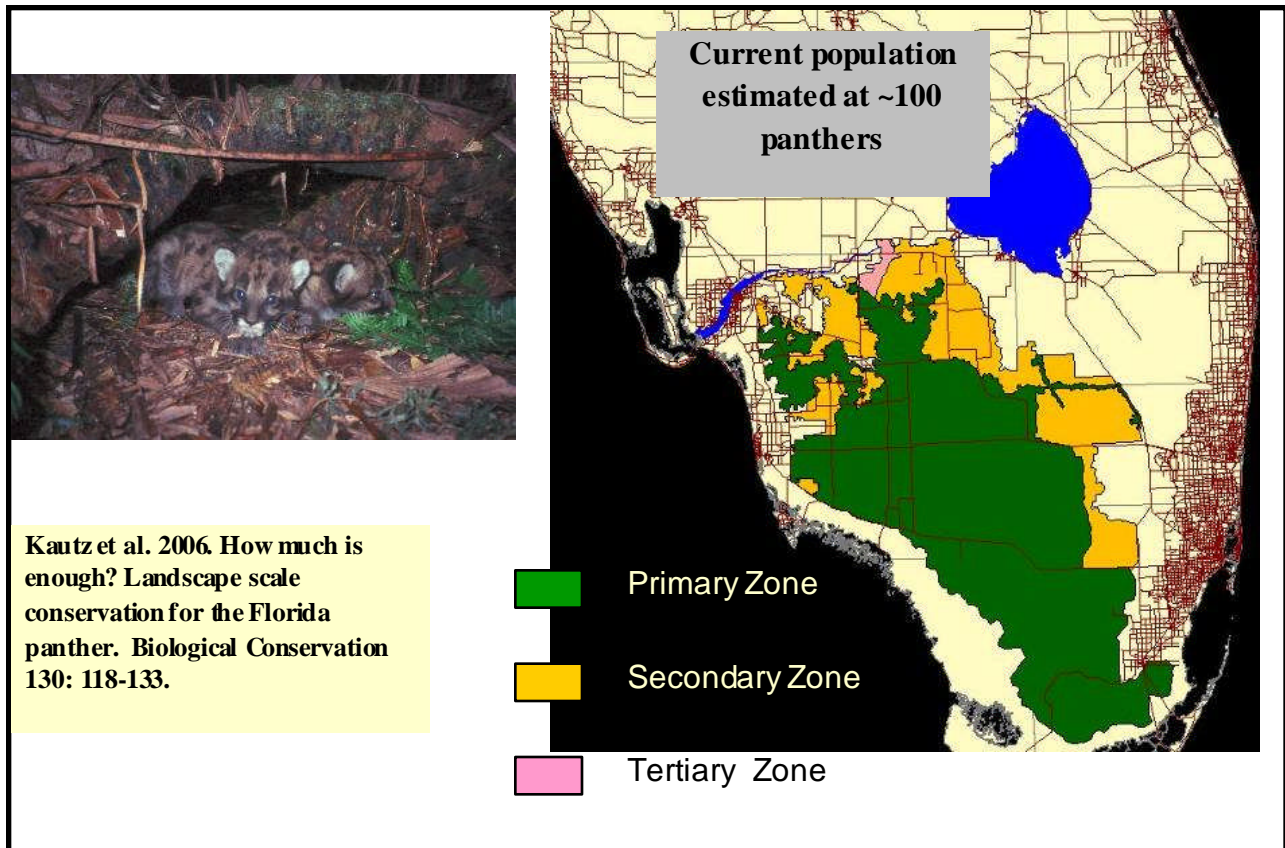 Current population
estimated at ~100
panthers
Kautz et al. 2006. How much is
enough? Landscape scale
conservation for the Florida
panther. Biological Conservation
130: 118-133.
Primary Zone
Secondary Zone
Tertiary Zone